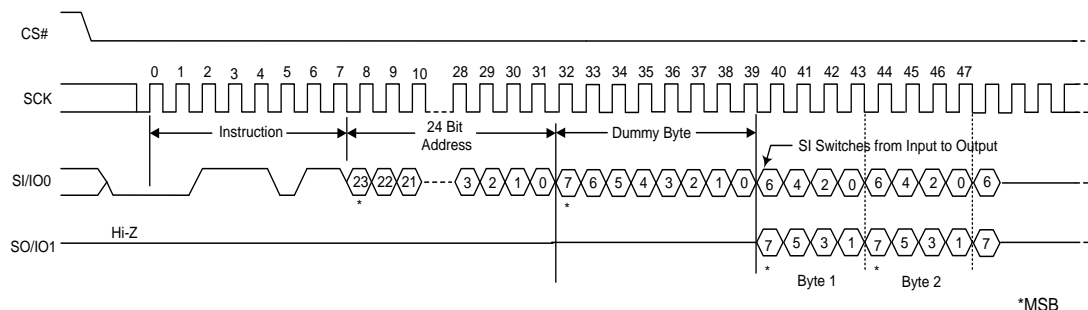 CS#
0 1 2 3 4 5 6 7 8 9 10 28 29 30 31 32 33 34 35 36 37 38 39 40 41 42 43 44 45 46 47
SCK
Instruction
24 Bit
Address
Dummy Byte
SI Switches from Input to Output
SI/IO0
23 22 21 3 2 1 0 7 6 5 4 3 2 1 0 6 4 2 0 6 4 2 0 6
* *
Hi-Z
SO/IO1
7 5 3 1 7 5 3 1 7
* *
Byte 1 Byte 2
*MSB